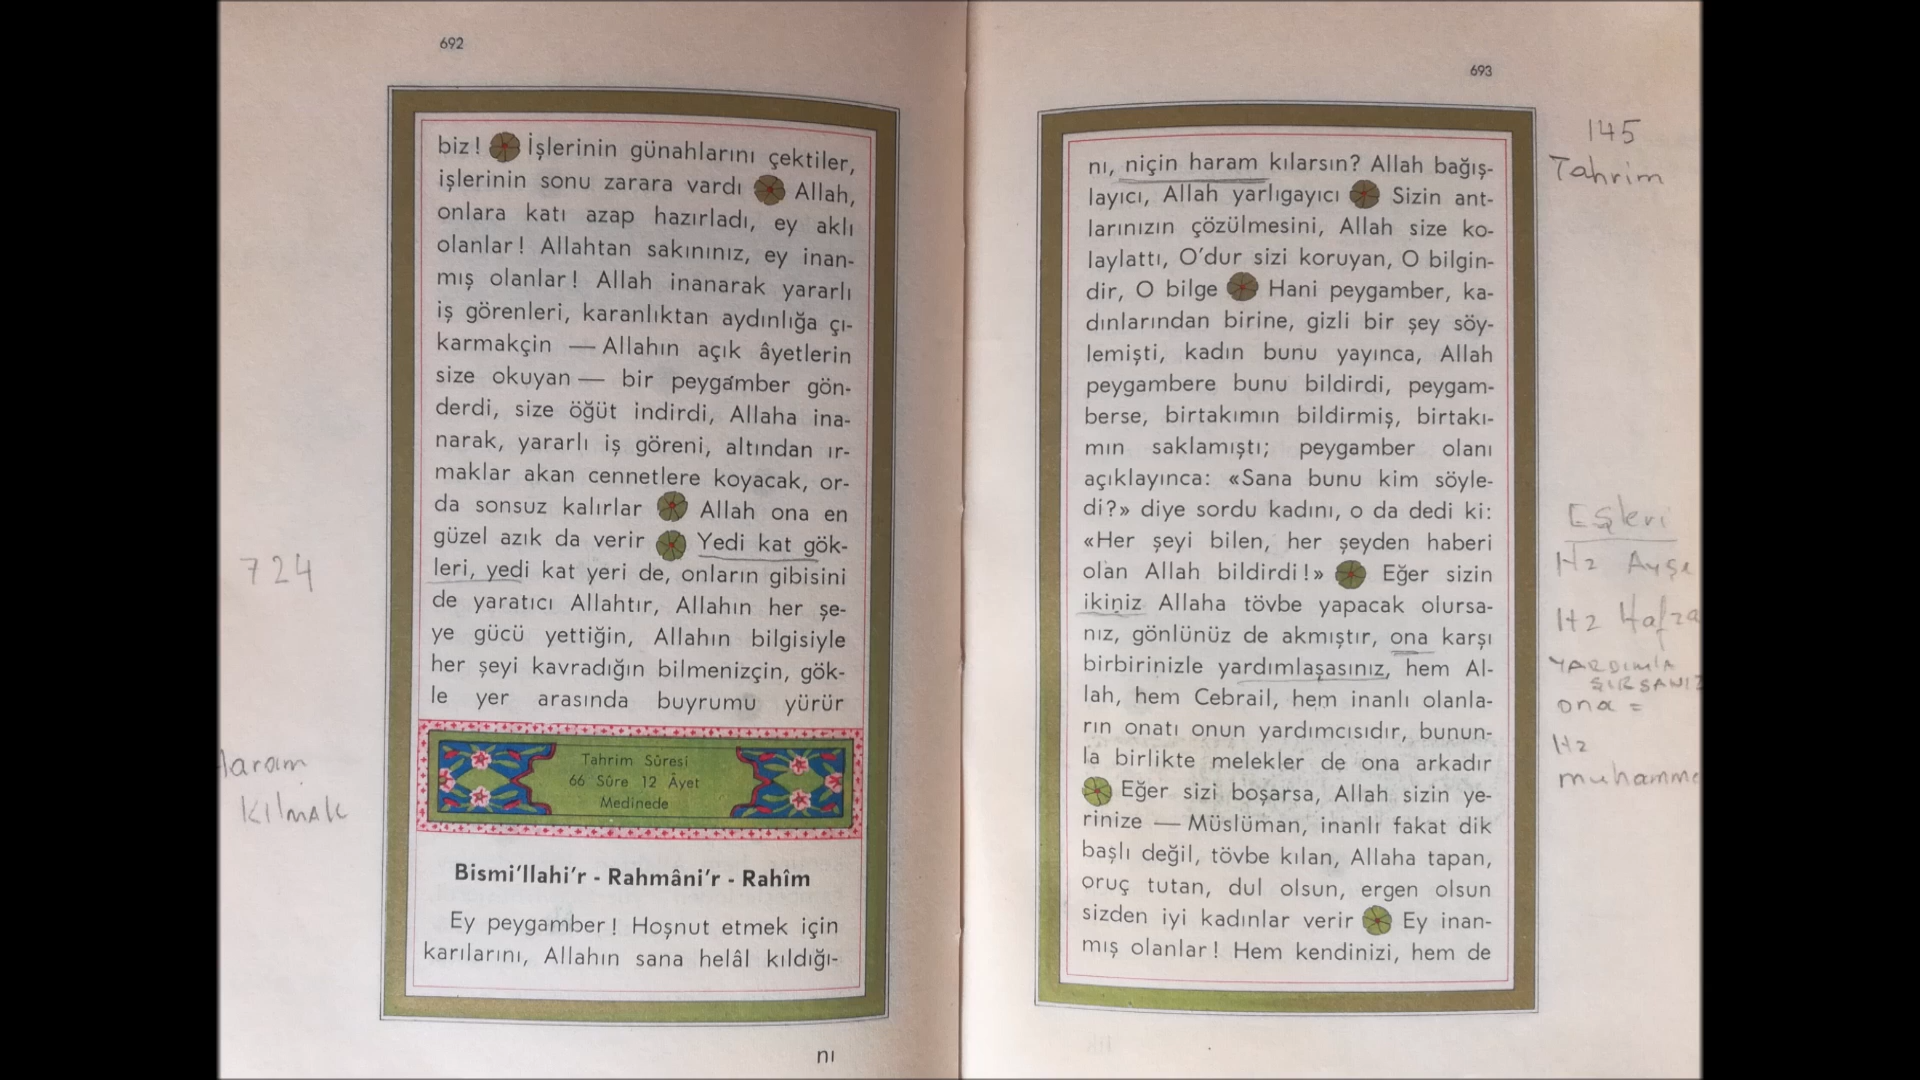 692
biz! İşlerinin günahlarını çektiler,
işlerinin sonu zarara vardı Allah,
onlara katı azap hazırladı, ey aklı
olanlar! Allahtan sakınınız, ey inan-
mış olanlar! Allah inanarak yararlı
iş görenleri, karanlıktan aydınlığa çı-
karmakçin — Allahın açık âyetlerin
size okuyan — bir peygamber gön-
derdi, size öğüt indirdi, Allaha ina-
narak, yararlı iş göreni, altından ır-
maklar akan cennetlere koyacak, or-
da sonsuz kalırlar Allah ona en
güzel azık da verir Yedi kat gök-
leri, yedi kat yeri de, onların gibisini
de yaratıcı Allahtır, Allahın her şe-
ye gücü yettiğin, Allahın bilgisiyle
her şeyi kavradığın bilmenizçin, gök-
le yer arasında buyrumu yürür
Tahrim Sûresi
66 Sûre 12 Âyet
Medinede
Bismi'llahi'r - Rahmâni'r - Rahîm
Ey peygamber! Hoşnut etmek için
karılarını, Allahın sana helâl kıldığı-
nı
724
Haram
KılmAk
693
nı, niçin haram kılarsın? Allah bağış-
layıcı, Allah yarlıgayıcı Sizin ant-
larınızın çözülmesini, Allah size ko-
laylattı, O'dur sizi koruyan, O bilgin-
dir, O bilge Hani peygamber, ka-
dınlarından birine, gizli bir şey söy-
lemişti, kadın bunu yayınca, Allah
peygambere bunu bildirdi, peygam-
berse, birtakımın bildirmiş, birtakı-
mın saklamıştı; peygamber olanı
açıklayınca: «Sana bunu kim söyle-
di?» diye sordu kadını, o da dedi ki:
«Her şeyi bilen, her şeyden haberi
olan Allah bildirdi!» Eğer sizin
ikiniz Allaha tövbe yapacak olursa-
nız, gönlünüz de akmıştır, ona karşı
birbirinizle yardımlaşasınız, hem Al-
lah, hem Cebrail, hem inanlı olanla-
rın onatı onun yardımcısıdır, bunun-
la birlikte melekler de ona arkadır
Eğer sizi boşarsa, Allah sizin ye-
rinize — Müslüman, inanlı fakat dik
başlı değil, tövbe kılan, Allaha tapan,
oruç tutan, dul olsun, ergen olsun
sizden iyi kadınlar verir Ey inan-
mış olanlar! Hem kendinizi, hem de
145
Tahrim
Eşleri
Hz Ayşe
Hz Hafza
YARDIMLA
ŞIRSANIZ
ona =
Hz
muhamme